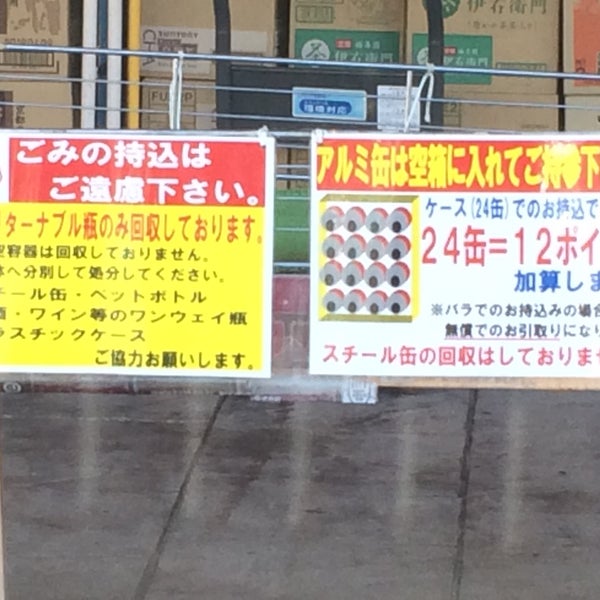 ごみの持込は
ご遠慮下さい。
ターナブル瓶のみ回収しております。
容器は回収しておりません。
へ分別して処分してください。
チール缶・ペットボトル
・ワイン等のワンウェイ瓶
ラスチックケース
ご協力お願いします。
アルミ缶は空箱に入れてご持参下
ケース(24缶)でのお持込で
24缶=12ポイ
加算しま
※バラでのお持込みの場合
無償でのお引取りになり
スチール缶の回収はしておりませ
伊右衛門
伊右衛門
環境対応
SUNTORY